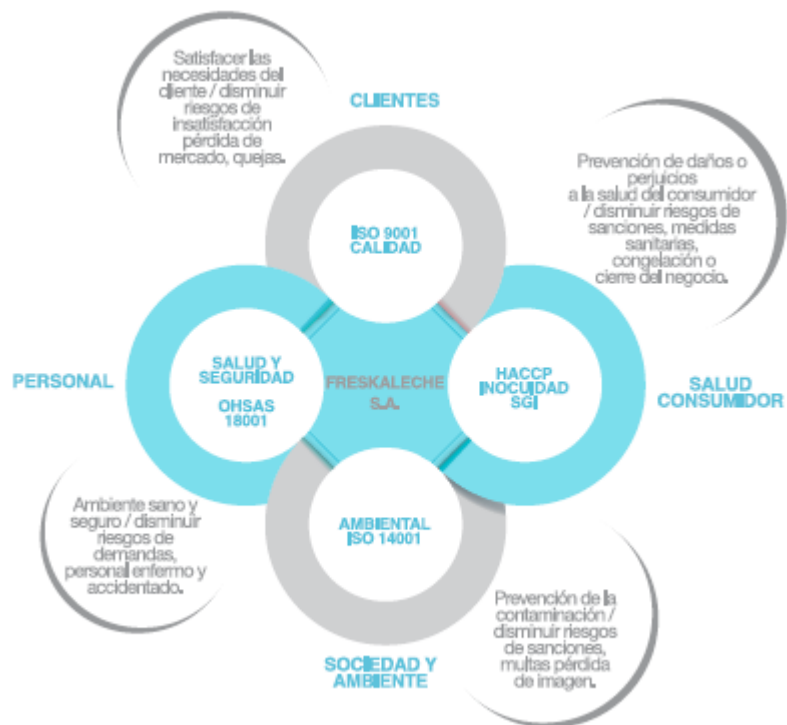 Satisfacer las
necesidades del
cliente / disminuir
riesgos de
insatisfacción
pérdida de
mercado, quejas.
CLIENTES
Prevención de daños o
perjuicios
a la salud del consumidor
/ disminuir riesgos de
sanciones, medidas
sanitarias,
congelación o
cierre del negocio.
ISO 9001
CALIDAD
PERSONAL
SALUD Y
SEGURIDAD
OHSAS
18001
FRESKALECHE
S.A.
HACCP
INOCUIDAD
SGI
SALUD
CONSUMIDOR
Ambiente sano y
seguro / disminuir
riesgos de
demandas,
personal enfermo y
accidentado.
AMBIENTAL
ISO 14001
Prevención de la
contaminación /
disminuir riesgos
de sanciones,
multas pérdida
de imagen.
SOCIEDAD Y
AMBIENTE